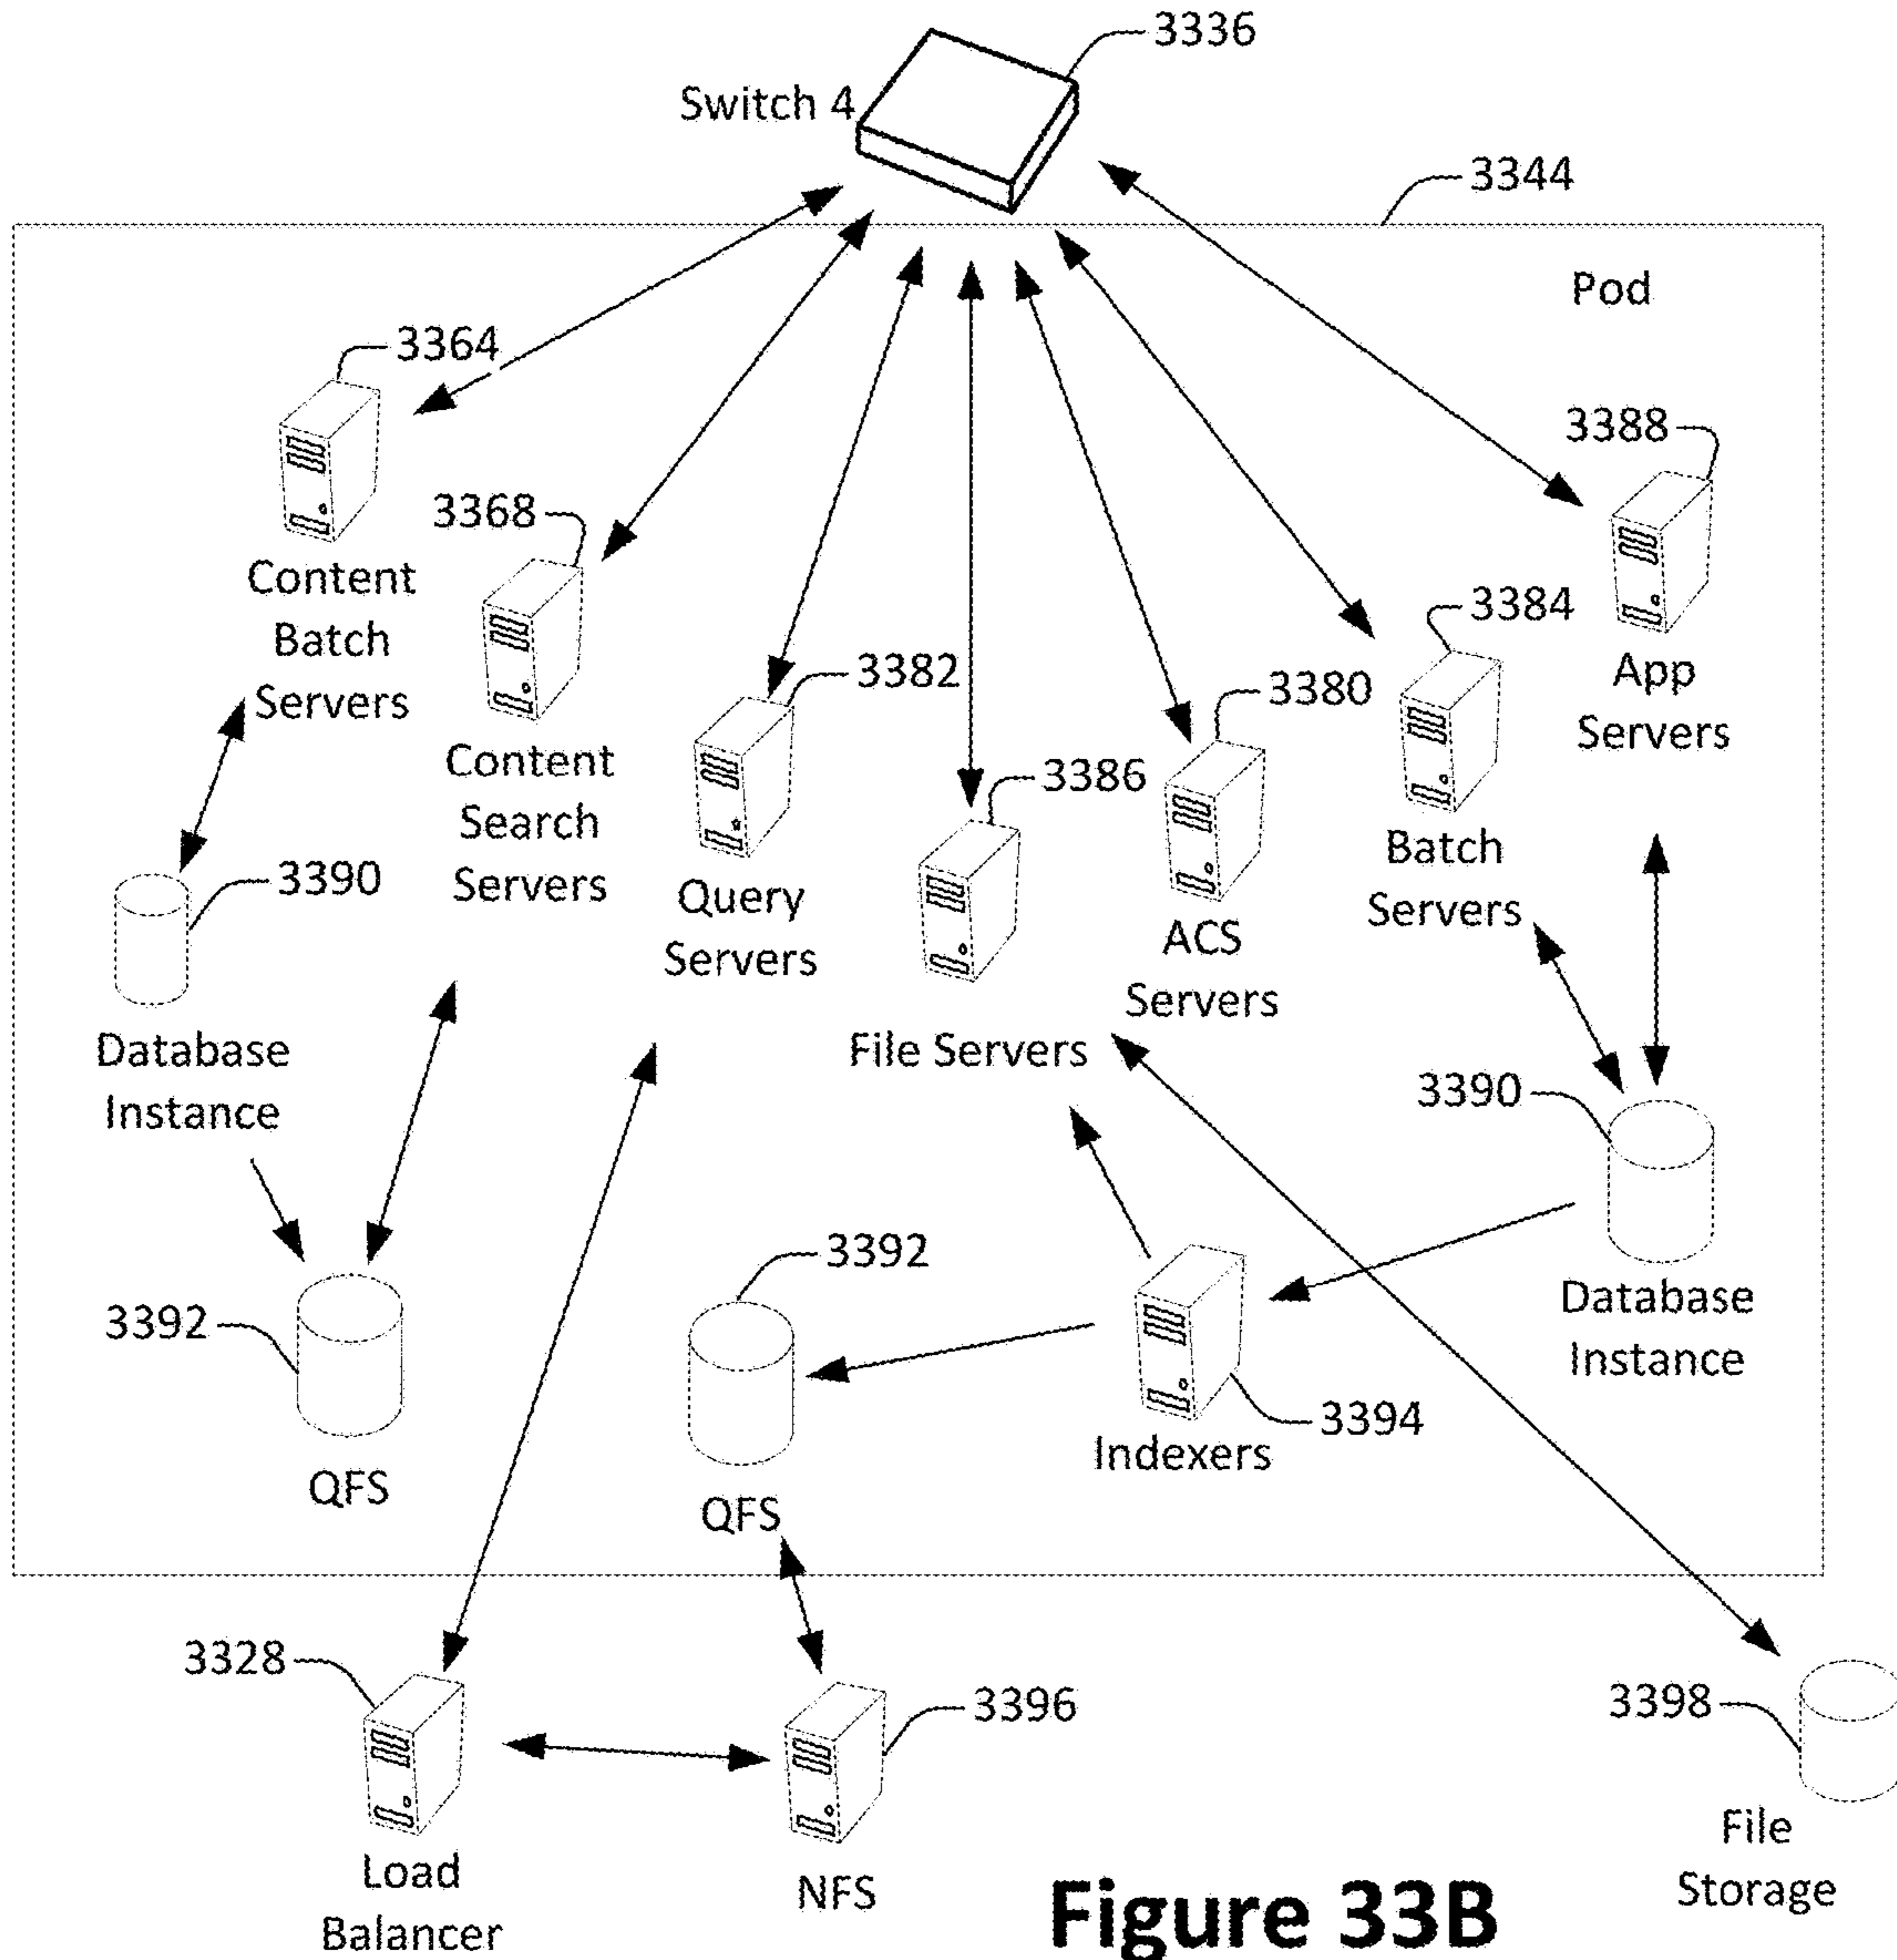 3336
Switch 4
3344
Pod
3364
3388
3368
Content
Batch
Servers
3384
3382
3380
App
Servers
Content
Search
Servers
3386
Batch
Servers
3390
Query
Servers
ACS
Servers
File Servers
Database
Instance
3390
3392
3392
Database
Instance
3394
Indexers
QFS
QFS
3328
3396
3398
Load
Balancer
NFS
File
Storage
Figure 33B